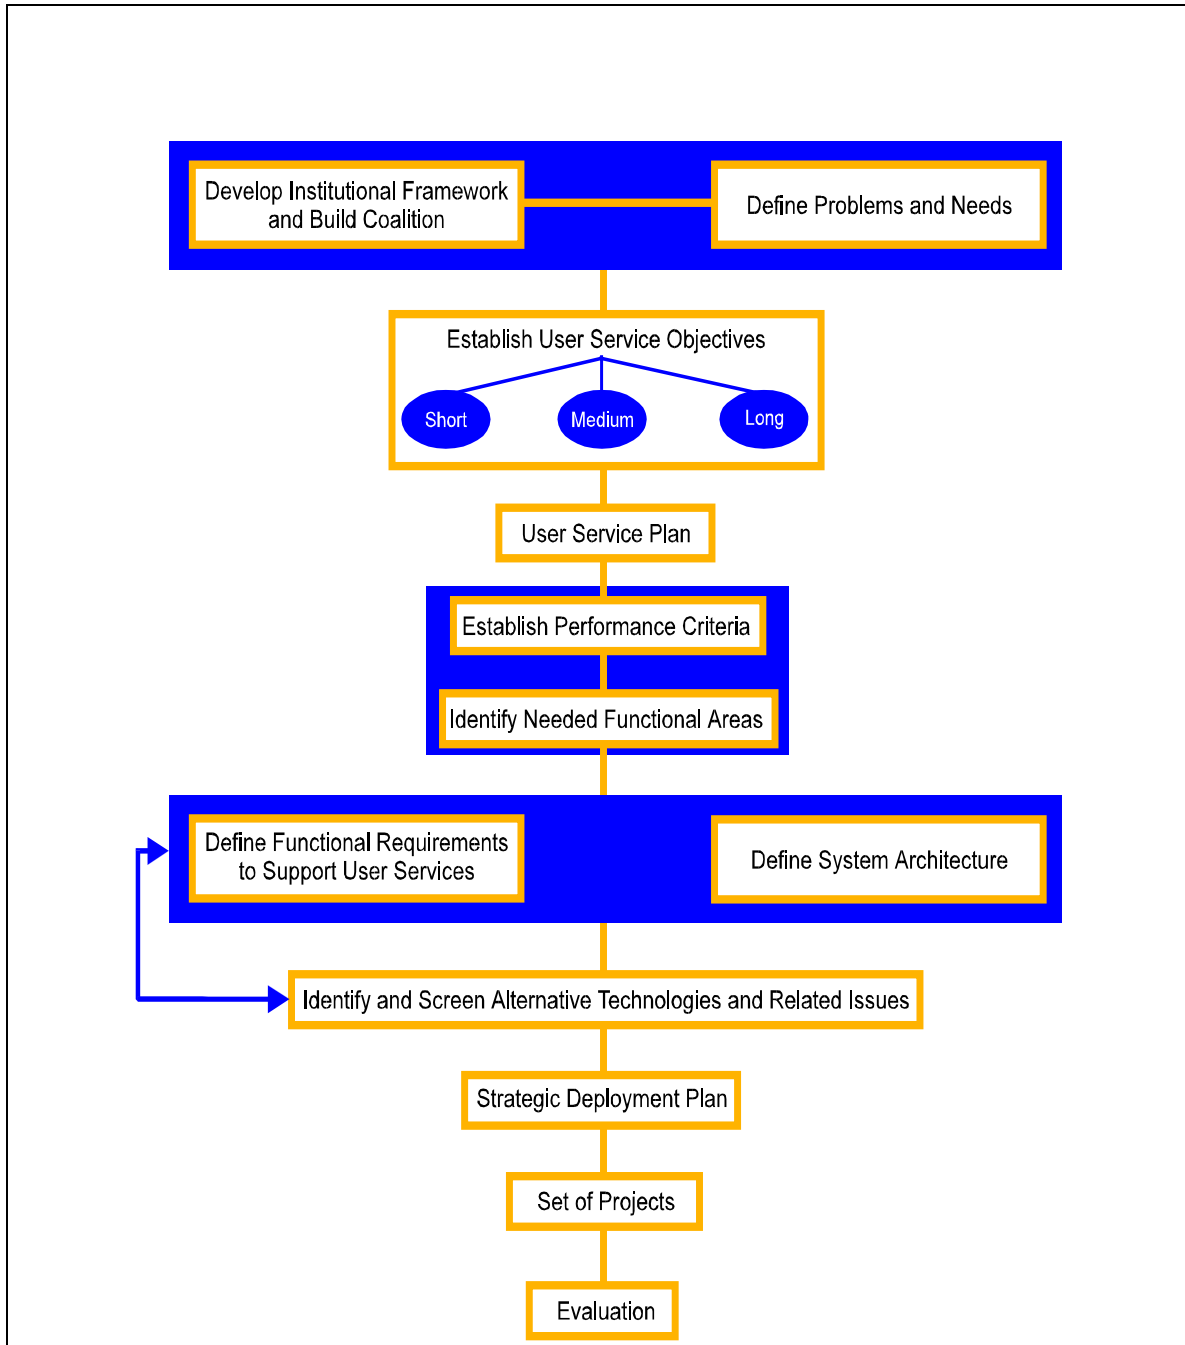 Develop Institutional Framework
and Build Coalition
Define Problems and Needs
Establish User Service Objectives
Short
Medium
Long
User Service Plan
Establish Performance Criteria
Identify Needed Functional Areas
Define Functional Requirements
to Support User Services
Define System Architecture
Identify and Screen Alternative Technologies and Related Issues
Strategic Deployment Plan
Set of Projects
Evaluation